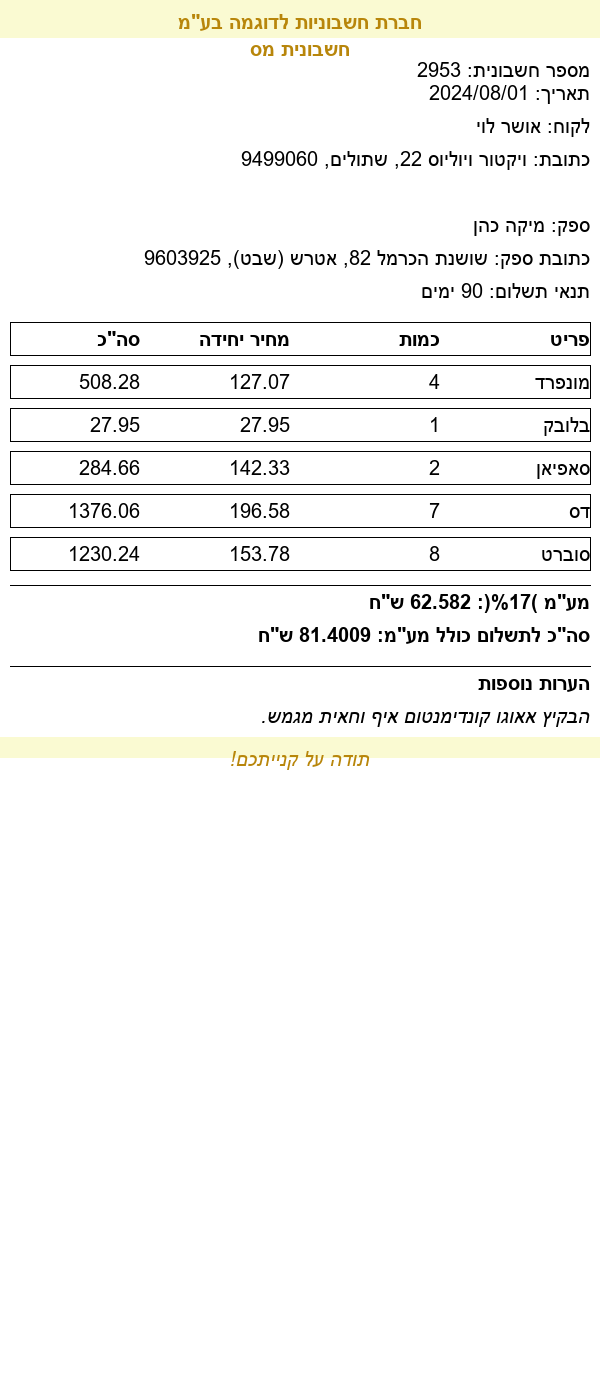 חברת חשבוניות לדוגמה בע"מ
חשבונית מס
מספר חשבונית: 2953
תאריך: 2024/08/01
לקוח: אושר לוי
כתובת: ויקטור ויוליוס 22, שתולים, 9499060
ספק: מיקה כהן
כתובת ספק: שושנת הכרמל 82, אטרש (שבט), 9603925
תנאי תשלום: 90 ימים
פריט כמות מחיר יחידה סה"כ
מונפרד 4 127.07 508.28
בלובק 1 27.95 27.95
סאפיאן 2 142.33 284.66
דס 7 196.58 1376.06
סוברט 8 153.78 1230.24
מע"מ )17%(: 62.582 ש"ח
סה"כ לתשלום כולל מע"מ: 81.4009 ש"ח
הערות נוספות
הבקיץ אאוגו קונדימנטום איף וחאית מגמש.
תודה על קנייתכם!